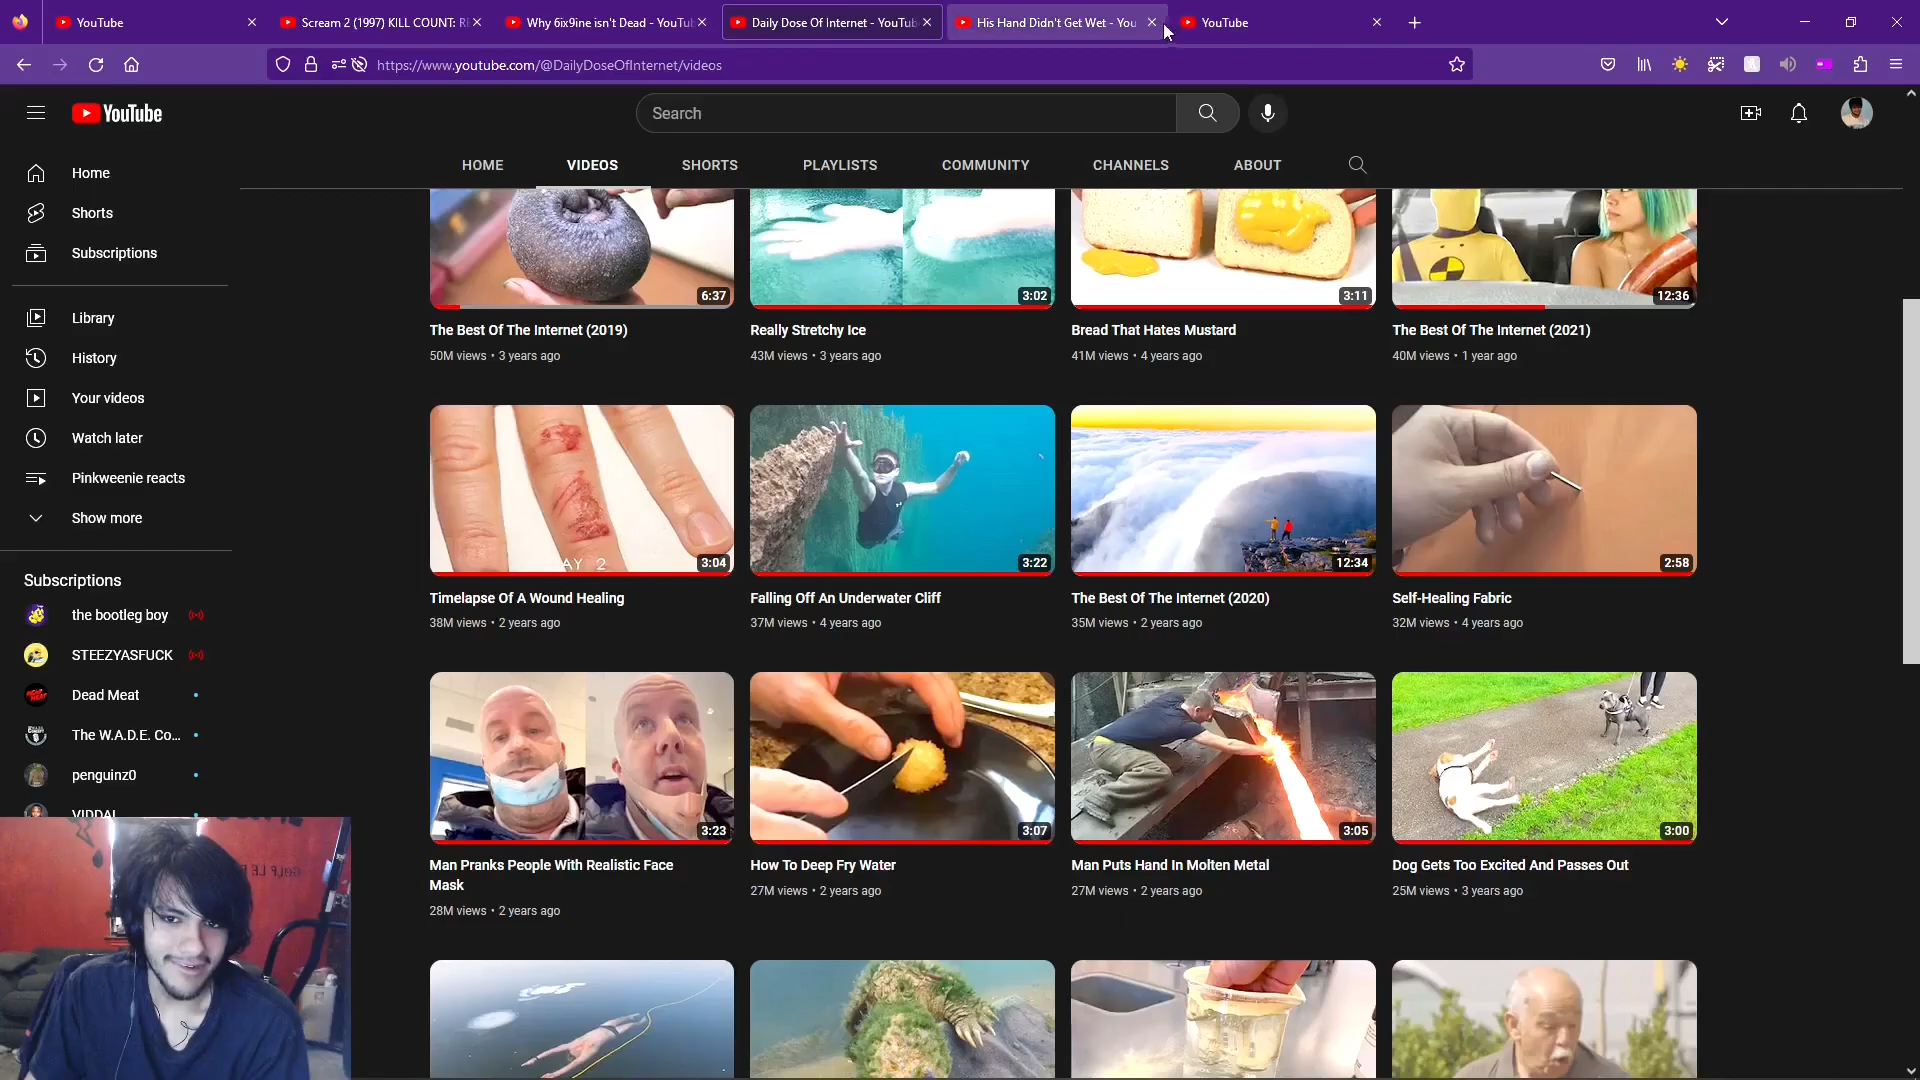 YouTube
Scream 2 (1997) KILL COUNT: R
Why 6ix9ine isn't Dead - YouTu
Daily Dose Of Internet - YouTub
His Hand Didn't Get Wet - You
YouTube
https://www.youtube.com/@DailyDoseOfInternet/videos
YouTube
Search
HOME
VIDEOS
SHORTS
PLAYLISTS
COMMUNITY
CHANNELS
ABOUT
Home
Shorts
Subscriptions
Library
History
Your videos
Watch later
Pinkweenie reacts
Show more
Subscriptions
the bootleg boy
STEEZYASFUCK
Dead Meat
The W.A.D.E. Co...
penguinz0
6:37
3:02
3:11
12:36
The Best Of The Internet (2019)
Really Stretchy Ice
Bread That Hates Mustard
The Best Of The Internet (2021)
50M views • 3 years ago
43M views • 3 years ago
41M views • 4 years ago
40M views • 1 year ago
AY 2
3:04
3:22
12:34
2:58
Timelapse Of A Wound Healing
Falling Off An Underwater Cliff
The Best Of The Internet (2020)
Self-Healing Fabric
38M views • 2 years ago
37M views • 4 years ago
35M views • 2 years ago
32M views • 4 years ago
3:23
3:07
3:05
3:00
Man Pranks People With Realistic Face
Mask
How To Deep Fry Water
Man Puts Hand In Molten Metal
Dog Gets Too Excited And Passes Out
28M views • 2 years ago
27M views • 2 years ago
27M views • 2 years ago
25M views • 3 years ago